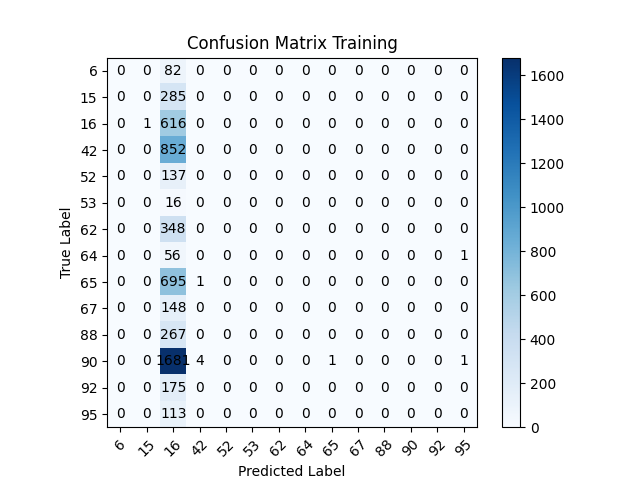 Confusion Matrix Training
6 0 0 82 0 0 0 0 0 0 0 0 0 0 0
15 0 0 285 0 0 0 0 0 0 0 0 0 0 0
16 0 1 616 0 0 0 0 0 0 0 0 0 0 0
42 0 0 852 0 0 0 0 0 0 0 0 0 0 0
52 0 0 137 0 0 0 0 0 0 0 0 0 0 0
53 0 0 16 0 0 0 0 0 0 0 0 0 0 0
62 0 0 348 0 0 0 0 0 0 0 0 0 0 0
64 0 0 56 0 0 0 0 0 0 0 0 0 0 1
65 0 0 695 1 0 0 0 0 0 0 0 0 0 0
67 0 0 148 0 0 0 0 0 0 0 0 0 0 0
88 0 0 267 0 0 0 0 0 0 0 0 0 0 0
90 0 0 1681 4 0 0 0 0 1 0 0 0 0 1
92 0 0 175 0 0 0 0 0 0 0 0 0 0 0
95 0 0 113 0 0 0 0 0 0 0 0 0 0 0
6 15 16 42 52 53 62 64 65 67 88 90 92 95
True Label
Predicted Label
1600
1400
1200
1000
800
600
400
200
0